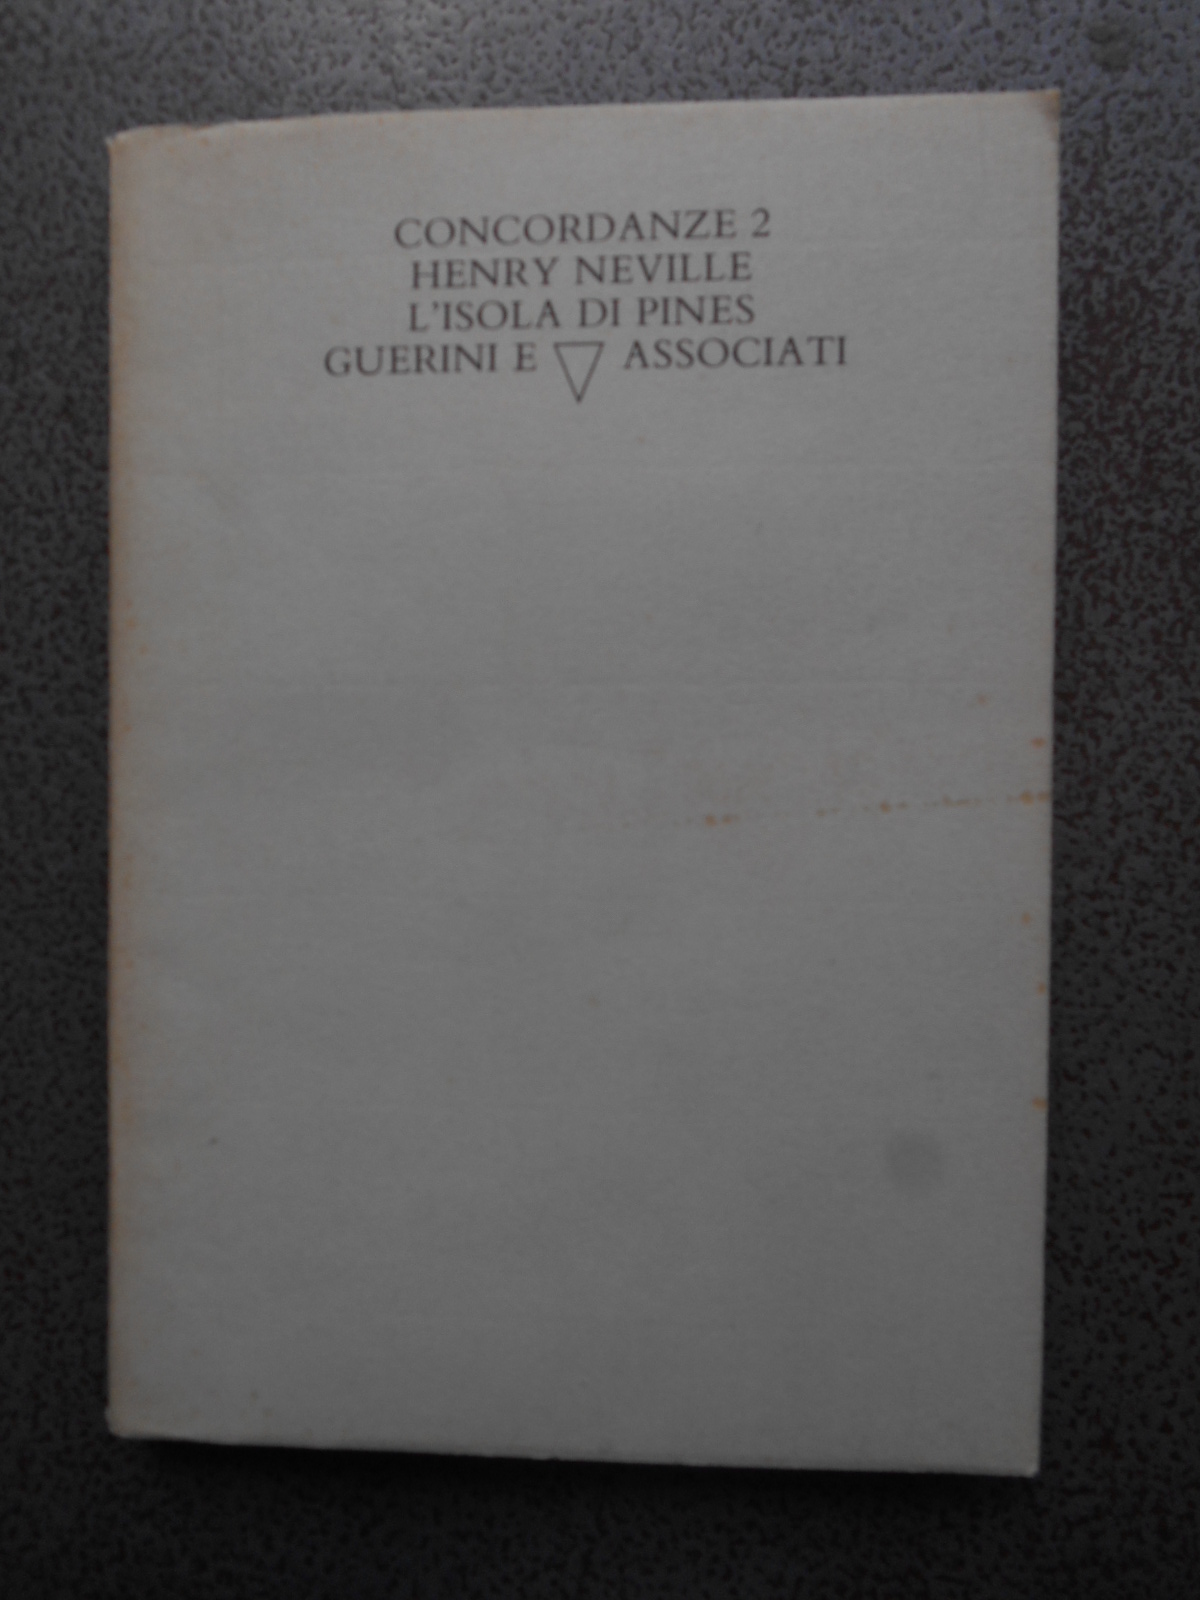 CONCORDANZE 2
HENRY NEVILLE
L'ISOLA DI PINES
GUERINI E ASSOCIATI